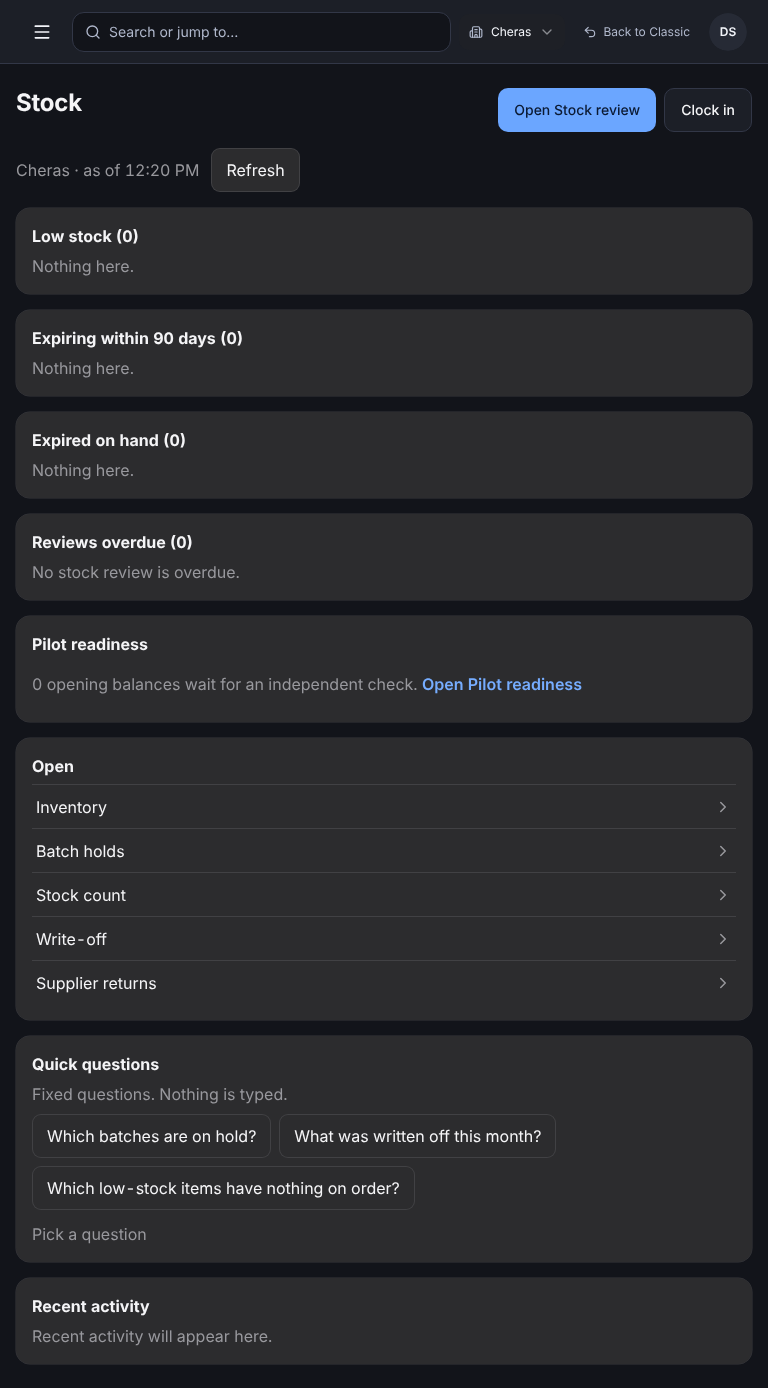 Search or jump to...
Cheras
Back to Classic
DS
Stock
Open Stock review
Clock in
Cheras · as of 12:20 PM
Refresh
Low stock (0)
Nothing here.
Expiring within 90 days (0)
Nothing here.
Expired on hand (0)
Nothing here.
Reviews overdue (0)
No stock review is overdue.
Pilot readiness
0 opening balances wait for an independent check. Open Pilot readiness
Open
Inventory
Batch holds
Stock count
Write-off
Supplier returns
Quick questions
Fixed questions. Nothing is typed.
Which batches are on hold?
What was written off this month?
Which low-stock items have nothing on order?
Pick a question
Recent activity
Recent activity will appear here.